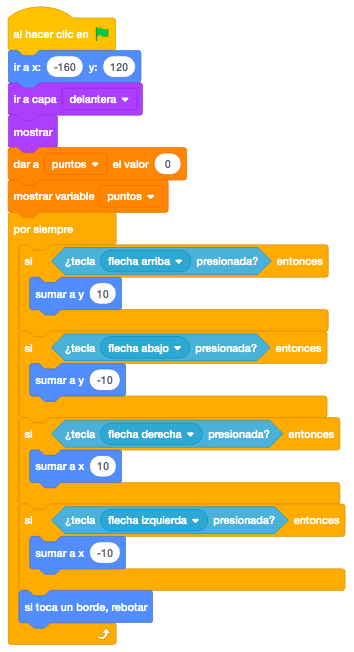 al hacer clic en
ir a x: -160 y: 120
ir a capa delantera
mostrar
dar a puntos el valor 0
mostrar variable puntos
por siempre
si ¿tecla flecha arriba presionada? entonces
sumar a y 10
si ¿tecla flecha abajo presionada? entonces
sumar a y -10
si ¿tecla flecha derecha presionada? entonces
sumar a x 10
si ¿tecla flecha izquierda presionada? entonces
sumar a x -10
si toca un borde, rebotar